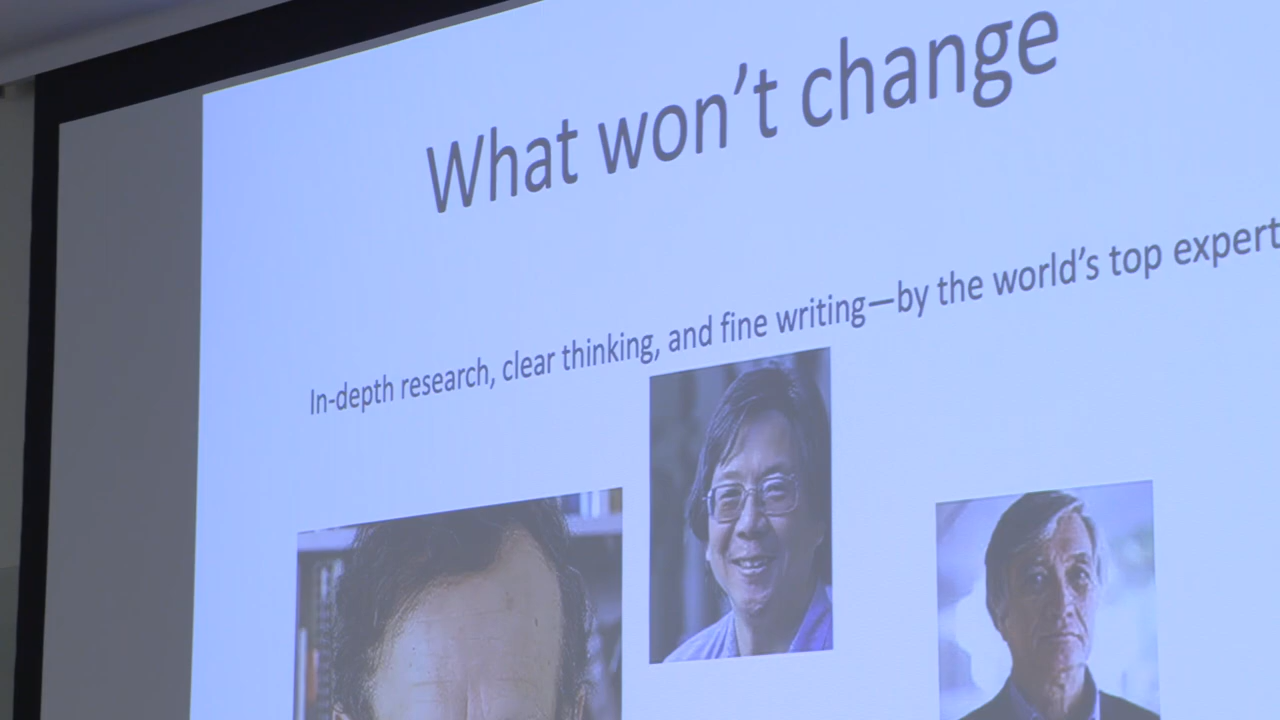 What won’t change
In-depth research, clear thinking, and fine writing—by the world’s top expert